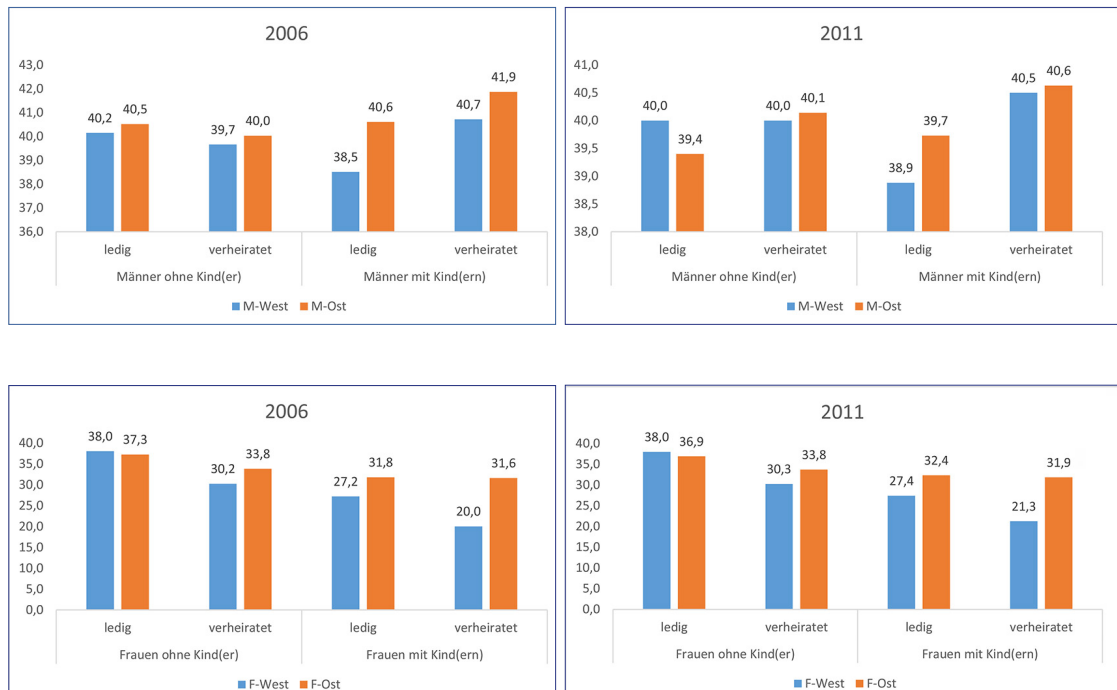 2006
43,0
42,0
41,0
40,0
39,0
38,0
37,0
36,0
40,2 40,5 39,7 40,0 38,5 40,6 40,7 41,9
ledig verheiratet ledig verheiratet
Männer ohne Kind(er) Männer mit Kind(ern)
M-West M-Ost
2011
41,0
40,5
40,0
39,5
39,0
38,5
38,0
40,0 39,4 40,0 40,1 38,9 39,7 40,5 40,6
ledig verheiratet ledig verheiratet
Männer ohne Kind(er) Männer mit Kind(ern)
M-West M-Ost
2006
40,0
35,0
30,0
25,0
20,0
15,0
10,0
5,0
0,0
38,0 37,3 30,2 33,8 27,2 31,8 20,0 31,6
ledig verheiratet ledig verheiratet
Frauen ohne Kind(er) Frauen mit Kind(ern)
F-West F-Ost
2011
40,0
35,0
30,0
25,0
20,0
15,0
10,0
5,0
0,0
38,0 36,9 30,3 33,8 27,4 32,4 21,3 31,9
ledig verheiratet ledig verheiratet
Frauen ohne Kind(er) Frauen mit Kind(ern)
F-West F-Ost